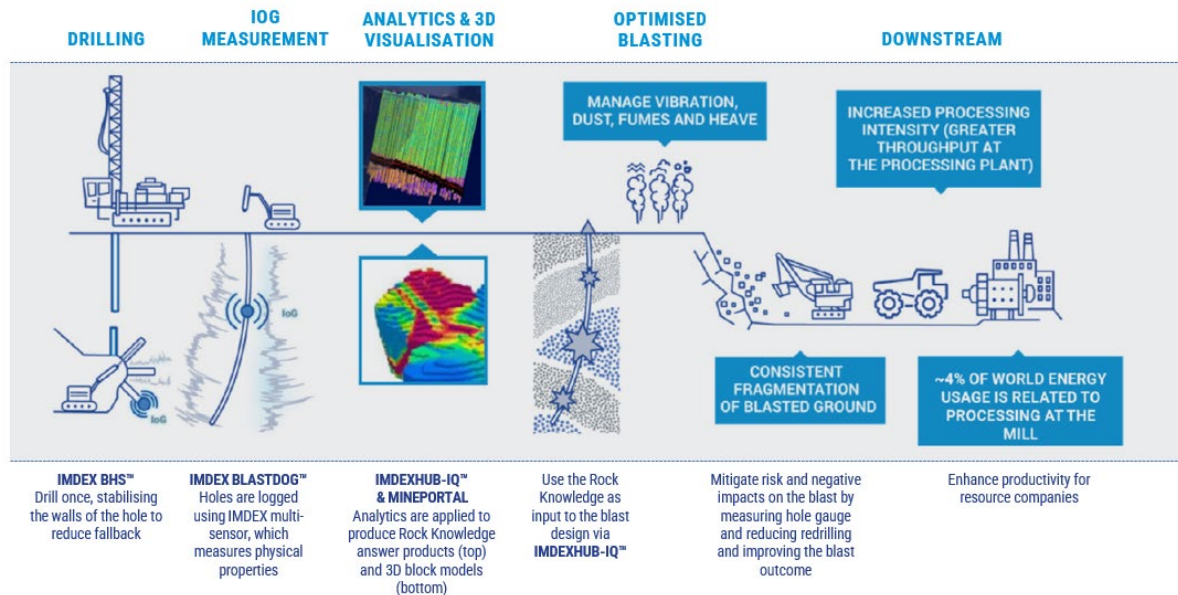 DRILLING
IOG
MEASUREMENT
ANALYTICS & 3D
VISUALISATION
OPTIMISED
BLASTING
DOWNSTREAM
MANAGE VIBRATION,
DUST, FUMES AND HEAVE
INCREASED PROCESSING
INTENSITY (GREATER
THROUGHPUT AT
THE PROCESSING PLANT)
IoG
IoG
CONSISTENT
FRAGMENTATION
OF BLASTED GROUND
~4% OF WORLD ENERGY
USAGE IS RELATED TO
PROCESSING AT THE
MILL
IMDEX BHS™
Drill once, stabilising
the walls of the hole to
reduce fallback
IMDEX BLASTDOG™
Holes are logged
using IMDEX multi-
sensor, which
measures physical
properties
IMDEXHUB-IQ™
& MINEPORTAL
Analytics are applied to
produce Rock Knowledge
answer products (top)
and 3D block models
(bottom)
Use the Rock
Knowledge as
input to the blast
design via
IMDEXHUB-IQ™
Mitigate risk and negative
impacts on the blast by
measuring hole gauge
and reducing redrilling
and improving the blast
outcome
Enhance productivity for
resource companies